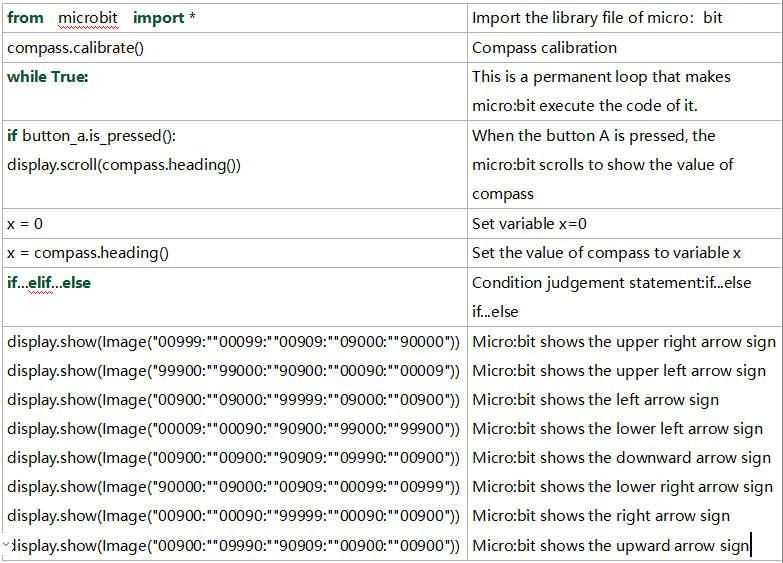 from microbit import * Import the library file of micro: bit
compass.calibrate() Compass calibration
while True: This is a permanent loop that makes
micro:bit execute the code of it.
if button_a.is_pressed(): When the button A is pressed, the
display.scroll(compass.heading()) micro:bit scrolls to show the value of
compass
x = 0 Set variable x=0
x = compass.heading() Set the value of compass to variable x
if...elif...else Condition judgement statement:if...else
if...else
display.show(Image("00999:""00099:""00909:""09000:""90000")) Micro:bit shows the upper right arrow sign
display.show(Image("99900:""99000:""90900:""00090:""00009")) Micro:bit shows the upper left arrow sign
display.show(Image("00900:""09000:""99999:""09000:""00900")) Micro:bit shows the left arrow sign
display.show(Image("00009:""00090:""90900:""99000:""99900")) Micro:bit shows the lower left arrow sign
display.show(Image("00900:""00900:""90909:""09990:""00900")) Micro:bit shows the downward arrow sign
display.show(Image("90000:""09000:""00909:""00099:""00999")) Micro:bit shows the lower right arrow sign
display.show(Image("00900:""00090:""99999:""00090:""00900")) Micro:bit shows the right arrow sign
display.show(Image("00900:""09990:""90909:""00900:""00900")) Micro:bit shows the upward arrow sign